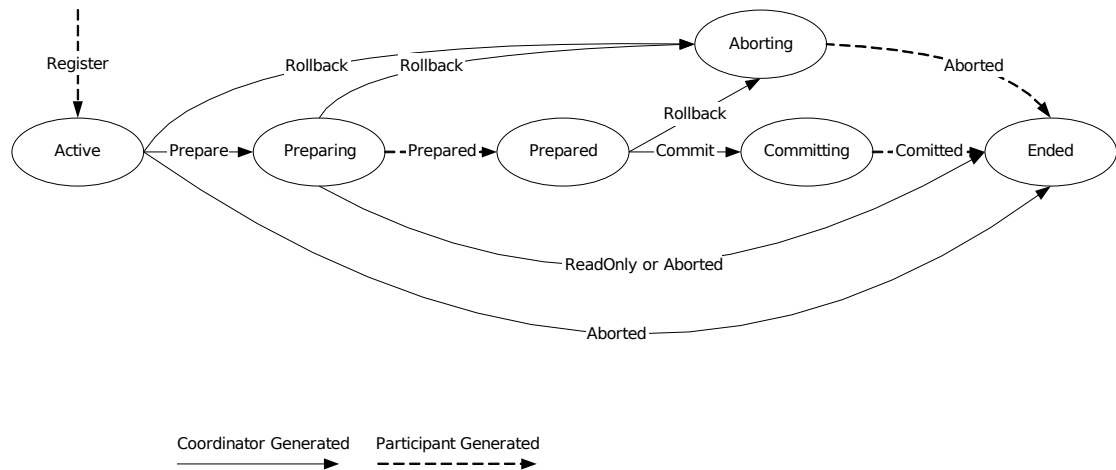 Aborting
Register
Rollback
Rollback
Aborted
Rollback
Active
Prepare
Preparing
Prepared
Prepared
Commit
Committing
Comitted
Ended
ReadOnly or Aborted
Aborted
Coordinator Generated
Participant Generated